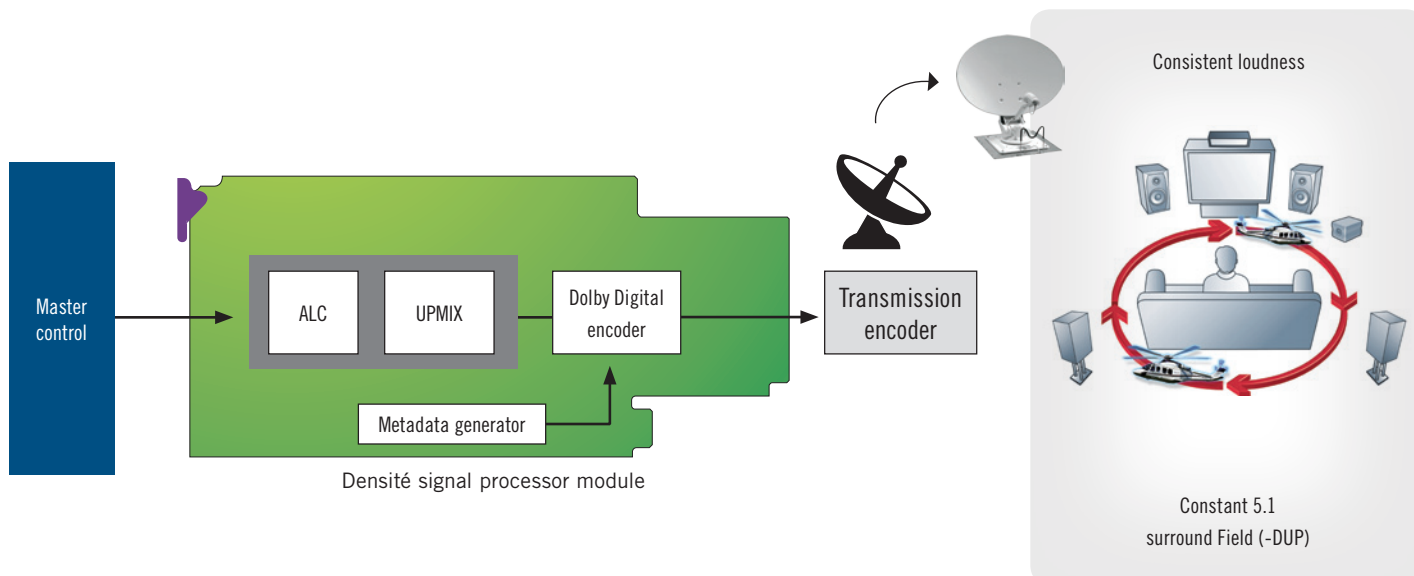 Master
control
ALC
UPMIX
Dolby Digital
encoder
Metadata generator
Densité signal processor module
Transmission
encoder
Consistent loudness
Constant 5.1
surround Field (-DUP)